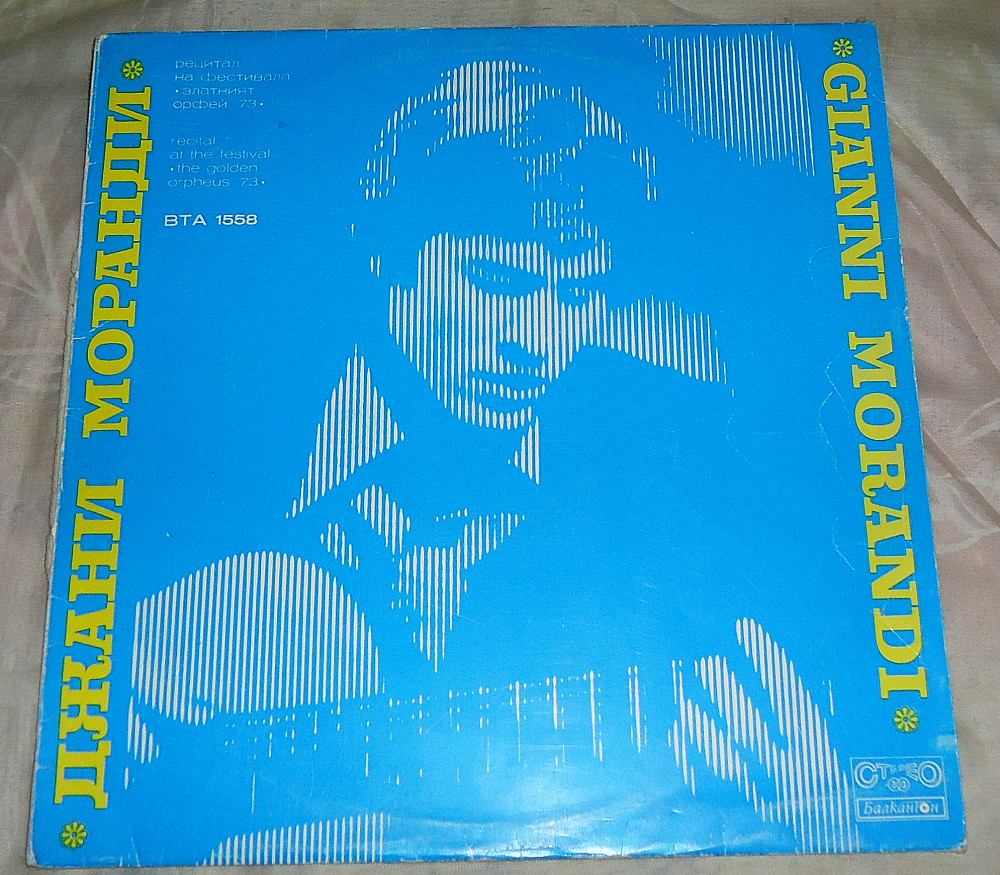 ДЖАНИ МОРАНДИ
рецитал
на фестивала
•златният
орфей 73•
recital
at the festival
•the golden
orpheus 73•
ВТА 1558
GIANNI MORANDI
СТЕРЕО
33
Балкантон